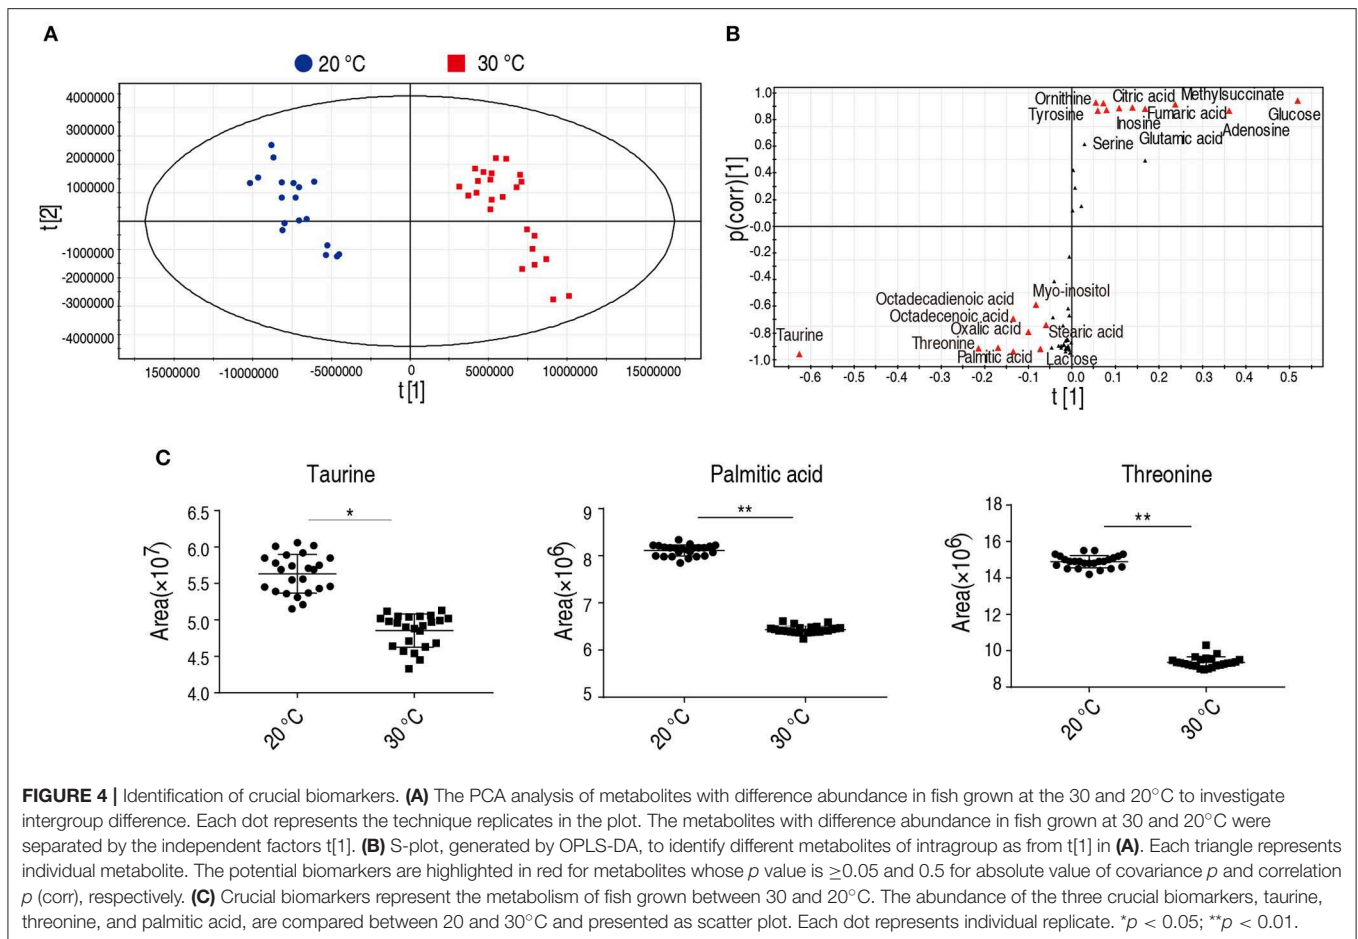 A
20 °C
30 °C
4000000
3000000
2000000
1000000
0
-1000000
-2000000
-3000000
-4000000
t[2]
15000000
-10000000
-5000000
0
5000000
10000000
15000000
t[1]
B
1.0
0.8
0.6
0.4
0.2
-0.0
-0.2
-0.4
-0.6
-0.8
-1.0
p(corr)[1]
Ornithine
Citric acid
Methylsuccinate
Tyrosine
Fumaric acid
Glucose
Inosine
Adenosine
Serine
Glutamic acid
Myo-inositol
Octadecadienoic acid
Octadecenoic acid
Oxalic acid
Stearic acid
Taurine
Threonine
Palmitic acid
Lactose
-0.6
-0.5
-0.4
-0.3
-0.2
-0.1
0.0
0.1
0.2
0.3
0.4
0.5
t [1]
C
Taurine
6.5
6.0
5.5
5.0
4.5
4.0
Area(×10⁷)
*
20 °C
30 °C
Palmitic acid
9
8
7
6
5
Area(×10⁶)
**
20 °C
30 °C
Threonine
18
16
14
12
10
8
Area(×10⁶)
**
20 °C
30 °C
FIGURE 4 | Identification of crucial biomarkers. (A) The PCA analysis of metabolites with difference abundance in fish grown at the 30 and 20°C to investigate
intergroup difference. Each dot represents the technique replicates in the plot. The metabolites with difference abundance in fish grown at 30 and 20°C were
separated by the independent factors t[1]. (B) S-plot, generated by OPLS-DA, to identify different metabolites of intragroup as from t[1] in (A). Each triangle represents
individual metabolite. The potential biomarkers are highlighted in red for metabolites whose p value is ≥0.05 and 0.5 for absolute value of covariance p and correlation
p (corr), respectively. (C) Crucial biomarkers represent the metabolism of fish grown between 30 and 20°C. The abundance of the three crucial biomarkers, taurine,
threonine, and palmitic acid, are compared between 20 and 30°C and presented as scatter plot. Each dot represents individual replicate. *p < 0.05; **p < 0.01.